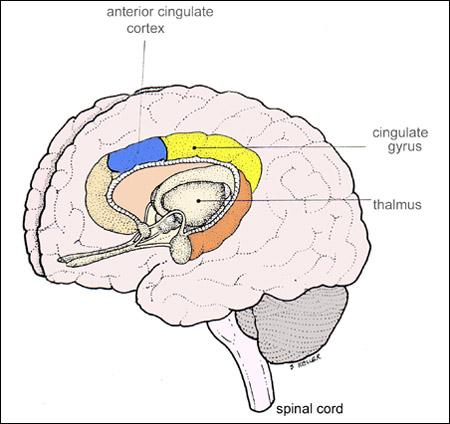 anterior cingulate
cortex
cingulate
gyrus
thalmus
spinal cord